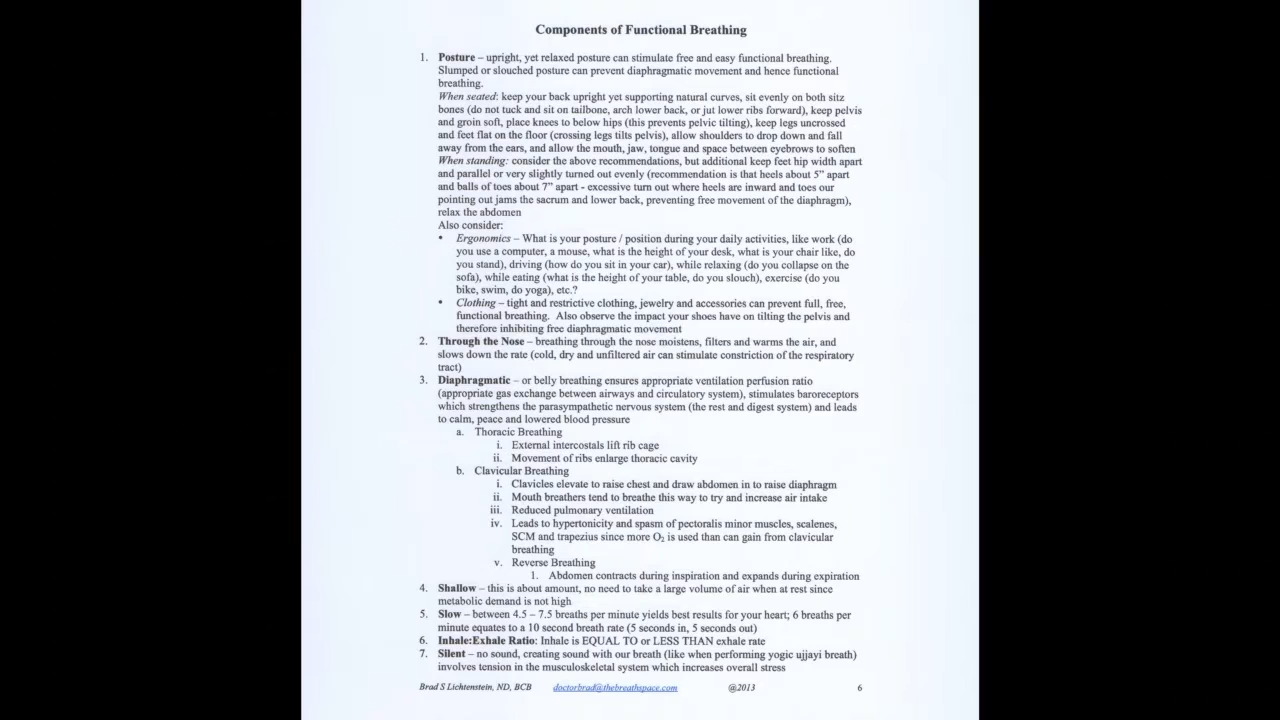 Components of Functional Breathing
1. Posture – upright, yet relaxed posture can stimulate free and easy functional breathing.
Slumped or slouched posture can prevent diaphragmatic movement and hence functional
breathing.
When seated: keep your back upright yet supporting natural curves, sit evenly on both sitz
bones (do not tuck and sit on tailbone, arch lower back, or jut lower ribs forward), keep pelvis
and groin soft, place knees to below hips (this prevents pelvic tilting), keep legs uncrossed
and feet flat on the floor (crossing legs tilts pelvis), allow shoulders to drop down and fall
away from the ears, and allow the mouth, jaw, tongue and space between eyebrows to soften
When standing: consider the above recommendations, but additional keep feet hip width apart
and parallel or very slightly turned out evenly (recommendation is that heels about 5” apart
and balls of toes about 7” apart - excessive turn out where heels are inward and toes our
pointing out jams the sacrum and lower back, preventing free movement of the diaphragm),
relax the abdomen
Also consider:
• Ergonomics – What is your posture / position during your daily activities, like work (do
you use a computer, a mouse, what is the height of your desk, what is your chair like, do
you stand), driving (how do you sit in your car), while relaxing (do you collapse on the
sofa), while eating (what is the height of your table, do you slouch), exercise (do you
bike, swim, do yoga), etc.?
• Clothing – tight and restrictive clothing, jewelry and accessories can prevent full, free,
functional breathing. Also observe the impact your shoes have on tilting the pelvis and
therefore inhibiting free diaphragmatic movement
2. Through the Nose – breathing through the nose moistens, filters and warms the air, and
slows down the rate (cold, dry and unfiltered air can stimulate constriction of the respiratory
tract)
3. Diaphragmatic – or belly breathing ensures appropriate ventilation perfusion ratio
(appropriate gas exchange between airways and circulatory system), stimulates baroreceptors
which strengthens the parasympathetic nervous system (the rest and digest system) and leads
to calm, peace and lowered blood pressure
a. Thoracic Breathing
i. External intercostals lift rib cage
ii. Movement of ribs enlarge thoracic cavity
b. Clavicular Breathing
i. Clavicles elevate to raise chest and draw abdomen in to raise diaphragm
ii. Mouth breathers tend to breathe this way to try and increase air intake
iii. Reduced pulmonary ventilation
iv. Leads to hypertonicity and spasm of pectoralis minor muscles, scalenes,
SCM and trapezius since more O₂ is used than can gain from clavicular
breathing
v. Reverse Breathing
1. Abdomen contracts during inspiration and expands during expiration
4. Shallow – this is about amount, no need to take a large volume of air when at rest since
metabolic demand is not high
5. Slow – between 4.5 – 7.5 breaths per minute yields best results for your heart; 6 breaths per
minute equates to a 10 second breath rate (5 seconds in, 5 seconds out)
6. Inhale:Exhale Ratio: Inhale is EQUAL TO or LESS THAN exhale rate
7. Silent – no sound, creating sound with our breath (like when performing yogic ujjayi breath)
involves tension in the musculoskeletal system which increases overall stress
Brad S Lichtenstein, ND, BCB doctorbrad@thebreathspace.com @2013 6